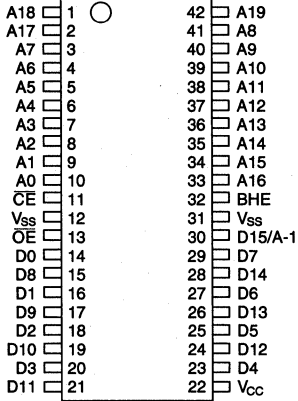 A18 1 42 A19
A17 2 41 A8
A7 3 40 A9
A6 4 39 A10
A5 5 38 A11
A4 6 37 A12
A3 7 36 A13
A2 8 35 A14
A1 9 34 A15
A0 10 33 A16
CE 11 32 BHE
Vss 12 31 Vss
OE 13 30 D15/A-1
D0 14 29 D7
D8 15 28 D14
D1 16 27 D6
D9 17 26 D13
D2 18 25 D5
D10 19 24 D12
D3 20 23 D4
D11 21 22 Vcc